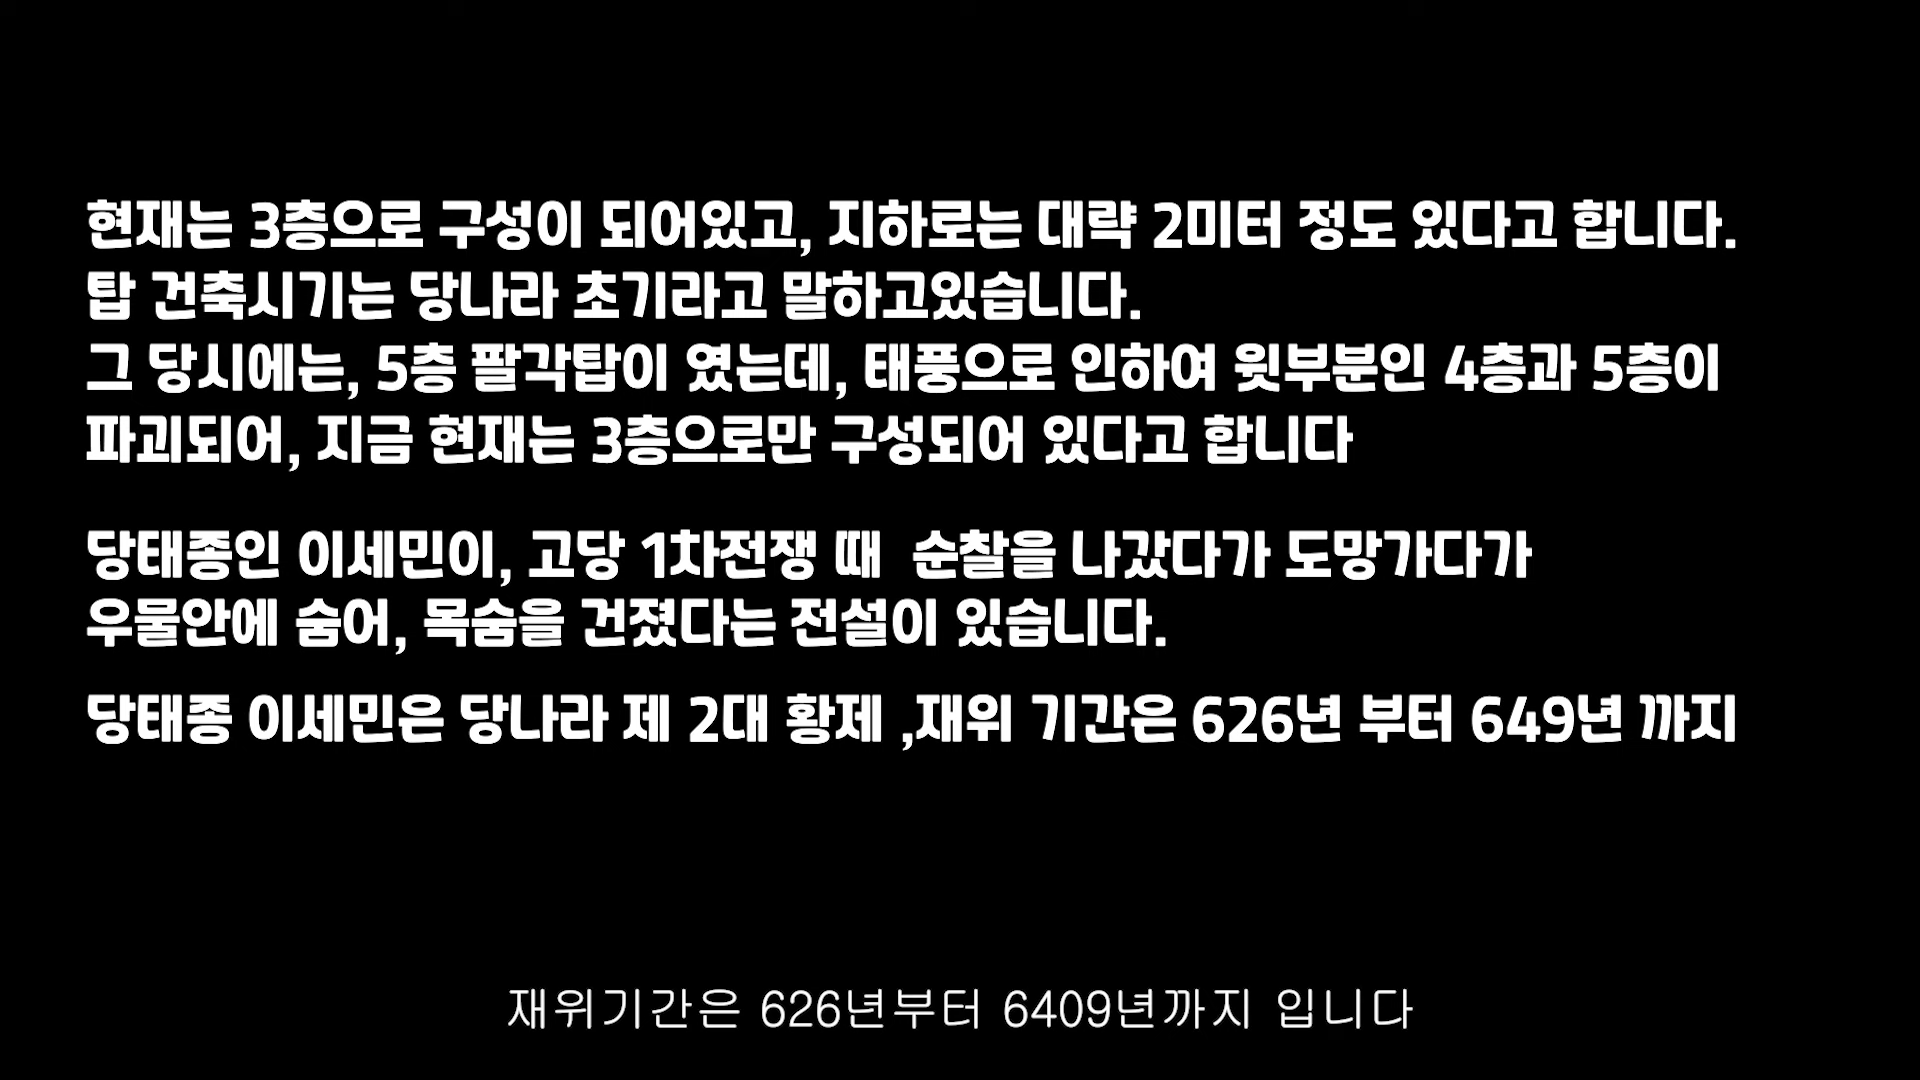 현재는 3층으로 구성이 되어있고, 지하로는 대략 2미터 정도 있다고 합니다.
탑 건축시기는 당나라 초기라고 말하고있습니다.
그 당시에는, 5층 팔각탑이 였는데, 태풍으로 인하여 윗부분인 4층과 5층이
파괴되어, 지금 현재는 3층으로만 구성되어 있다고 합니다
당태종인 이세민이, 고당 1차전쟁 때  순찰을 나갔다가 도망가다가
우물안에 숨어, 목숨을 건졌다는 전설이 있습니다.
당태종 이세민은 당나라 제 2대 황제 ,재위 기간은 626년 부터 649년 까지
재위기간은 626년부터 6409년까지 입니다